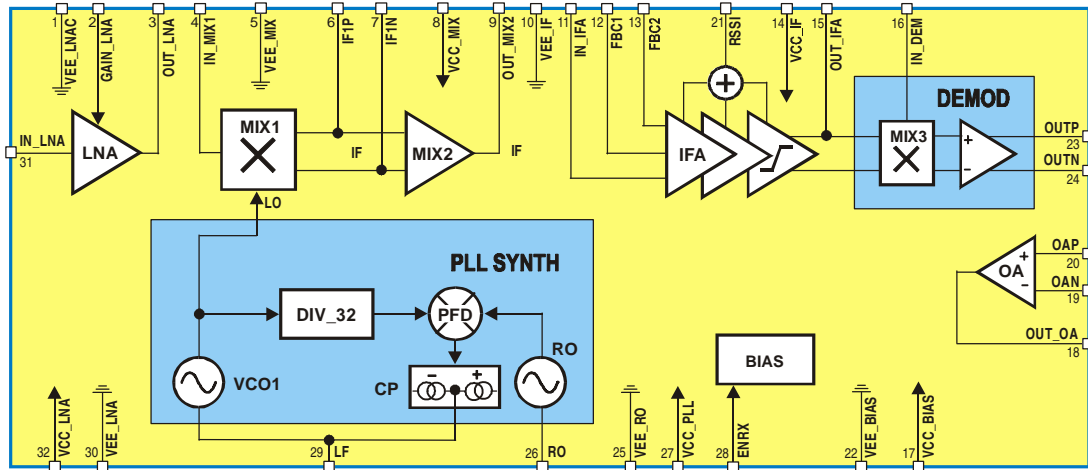 1 2 3 4 5 6 7 8 9 10 11 12 13 21 14 15 16
VEE_LNAC
GAIN_LNA
OUT_LNA
IN_MIX1
VEE_MIX
IF1P
IF1N
VCC_MIX
OUT_MIX2
VEE_IF
IN_IFA
FBC1
FBC2
RSSI
VCC_IF
OUT_IFA
IN_DEM
IN_LNA
31
LNA
MIX1
IF
MIX2
IF
LO
IFA
+
DEMOD
MIX3
+
−
OUTP
23
OUTN
24
PLL SYNTH
DIV_32
PFD
RO
VCO1
CP
− +
OA
+
−
OAP
20
OAN
19
OUT_OA
18
BIAS
32 VCC_LNA
30 VEE_LNA
29 LF
26 RO
25 VEE_RO
27 VCC_PLL
28 ENRX
22 VEE_BIAS
17 VCC_BIAS